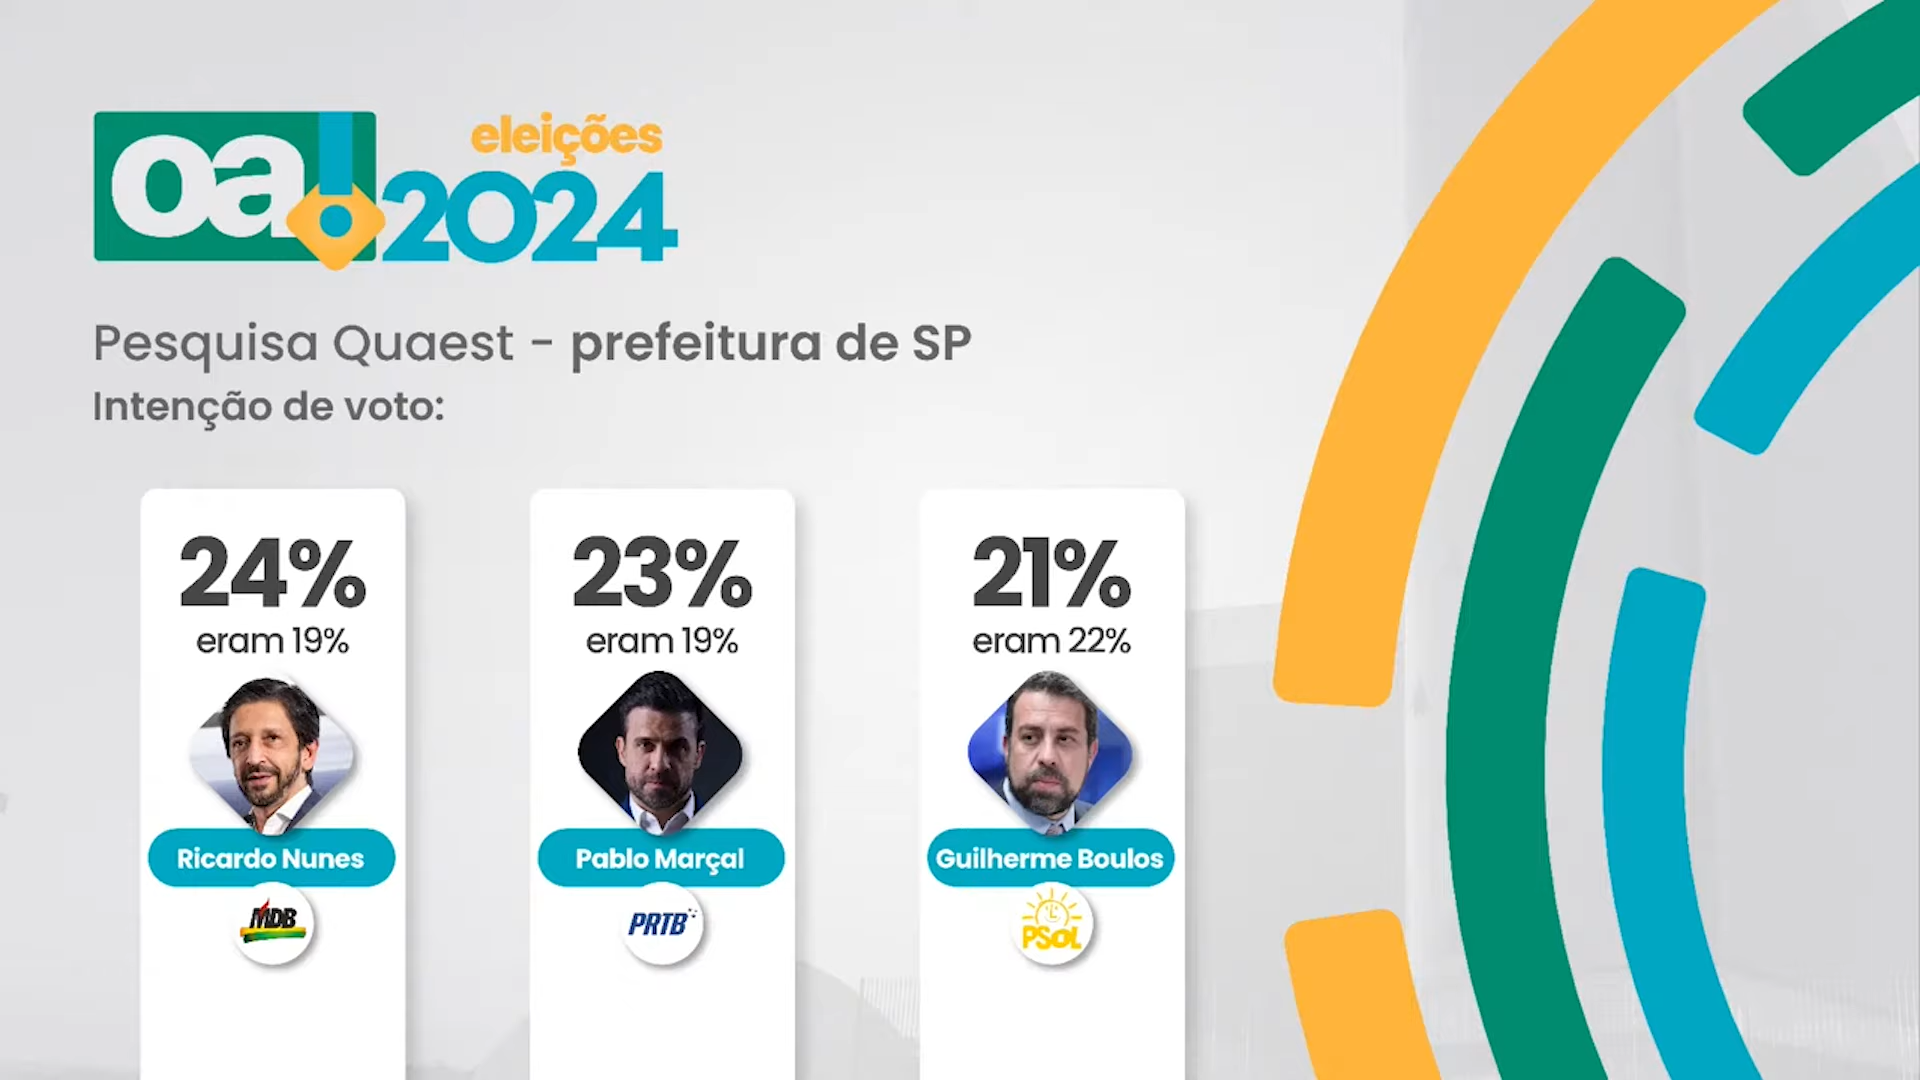 oa!
eleições
2024
Pesquisa Quaest - prefeitura de SP
Intenção de voto:
24%
eram 19%
Ricardo Nunes
MDB
23%
eram 19%
Pablo Marçal
PRTB
21%
eram 22%
Guilherme Boulos
PSOL